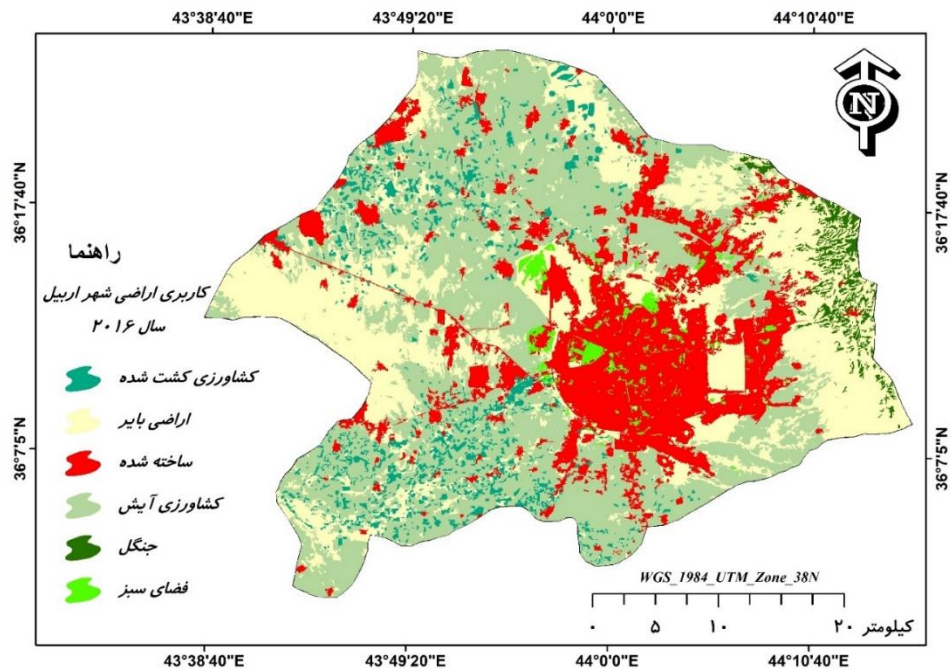 43°38'40"E 43°49'20"E 44°0'0"E 44°10'40"E
N
36°17'40"N
36°17'40"N
راهنما
کاربری اراضی شهر اربیل
سال ۲۰۱۶
کشاورزی کشت شده
اراضی بایر
ساخته شده
کشاورزی آیش
جنگل
فضای سبز
36°7'5"N
36°7'5"N
WGS_1984_UTM_Zone_38N
۰ ۵ ۱۰ ۲۰ کیلومتر
43°38'40"E 43°49'20"E 44°0'0"E 44°10'40"E